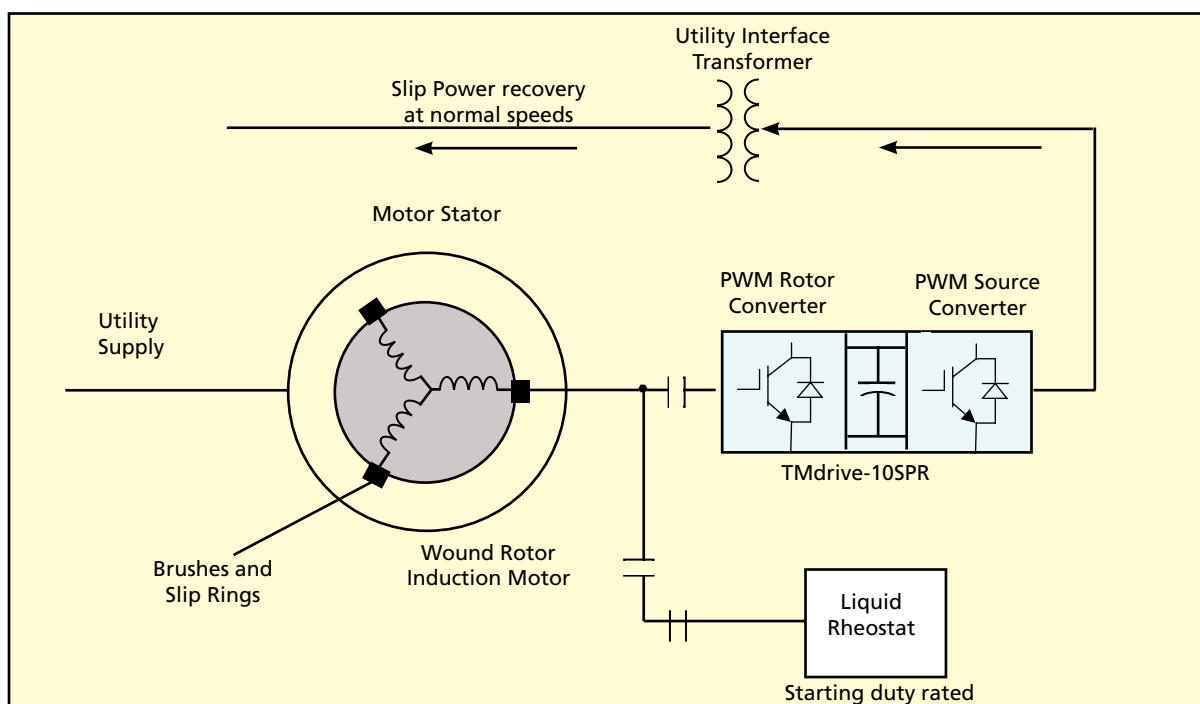 Utility Interface
Transformer
Slip Power recovery
at normal speeds
Motor Stator
PWM Rotor
Converter
PWM Source
Converter
Utility
Supply
TMdrive-10SPR
Wound Rotor
Induction Motor
Brushes and
Slip Rings
Liquid
Rheostat
Starting duty rated